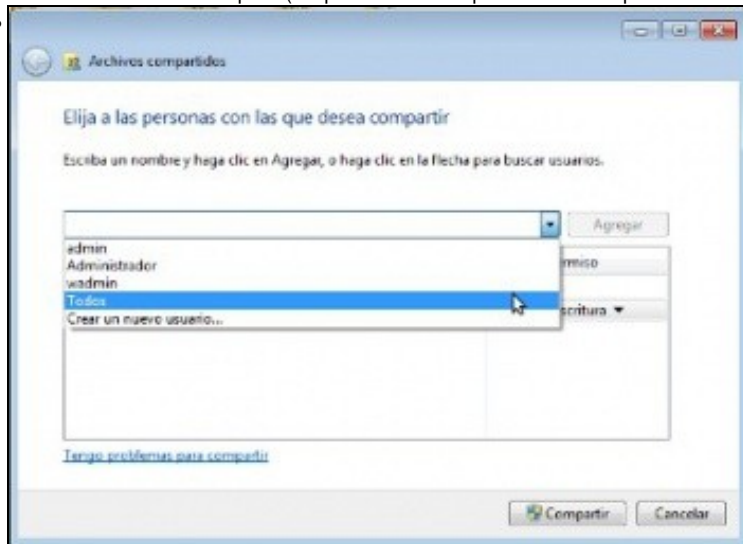 Archivos compartidos
Elija a las personas con las que desea compartir
Escriba un nombre y haga clic en Agregar, o haga clic en la flecha para buscar usuarios.
Agregar
admin
Administrador
wadmin
Todos
Crear un nuevo usuario...
rmiso
scritura
Tengo problemas para compartir
Compartir Cancelar